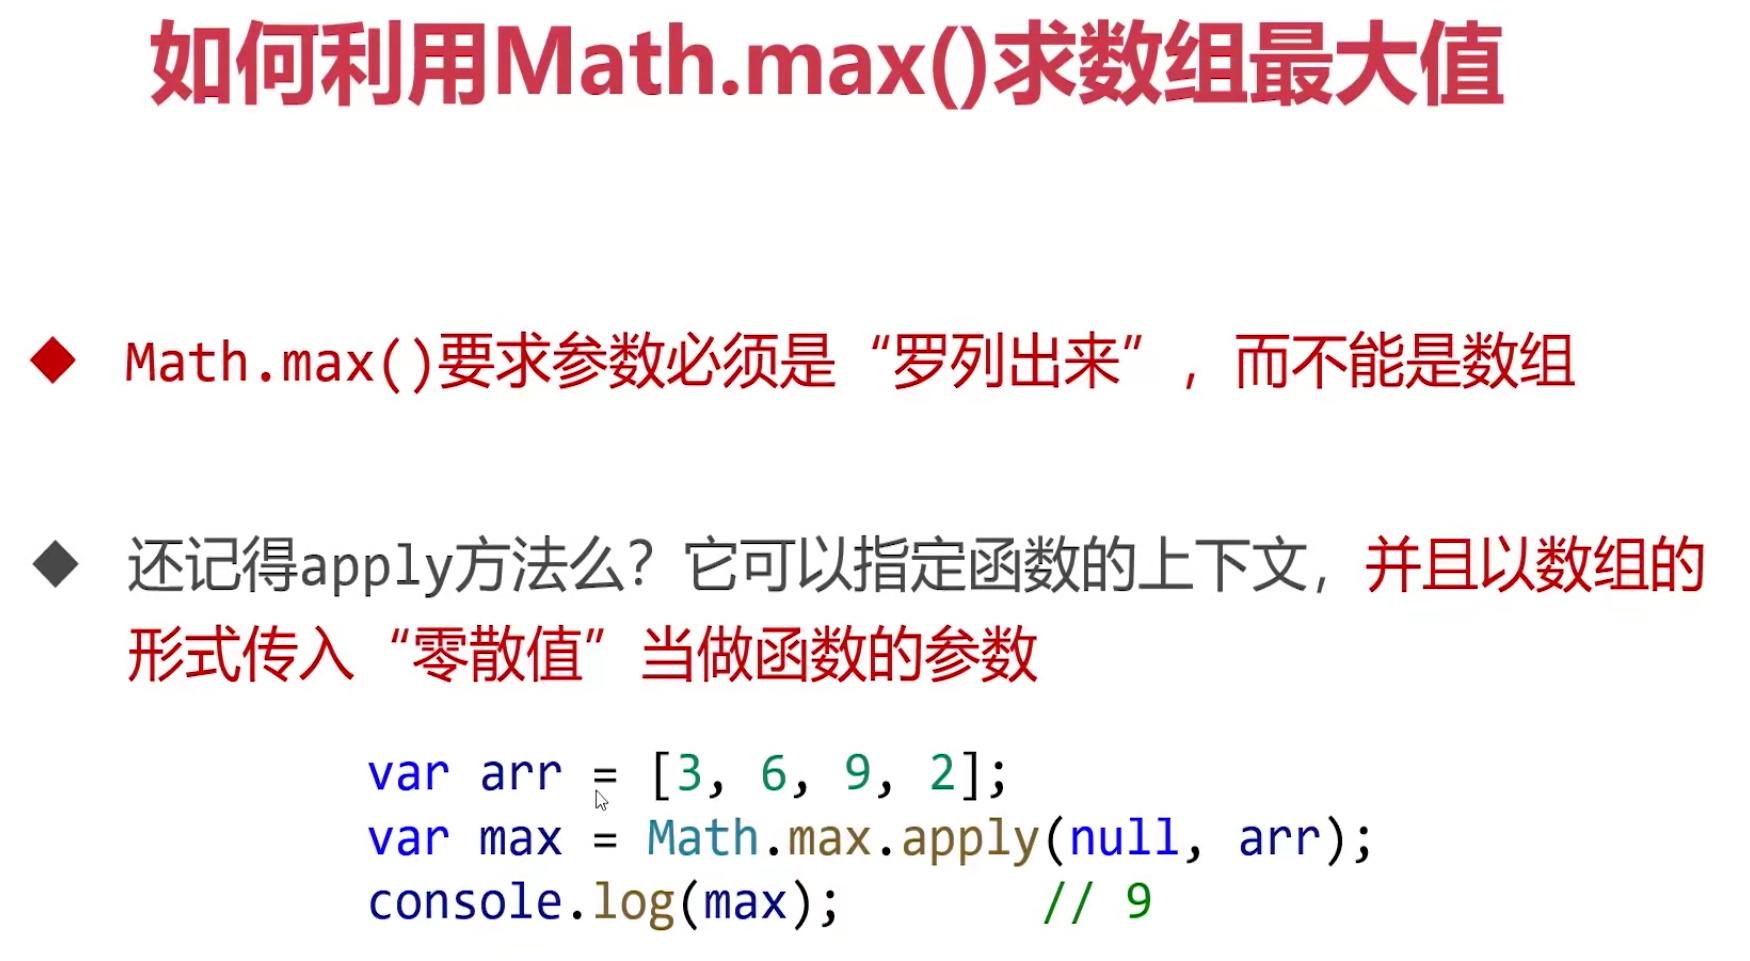 如何利用Math.max()求数组最大值
Math.max()要求参数必须是“罗列出来”，而不能是数组
还记得apply方法么？它可以指定函数的上下文，并且以数组的
形式传入“零散值”当做函数的参数
var arr = [3, 6, 9, 2];
var max = Math.max.apply(null, arr);
console.log(max);      // 9